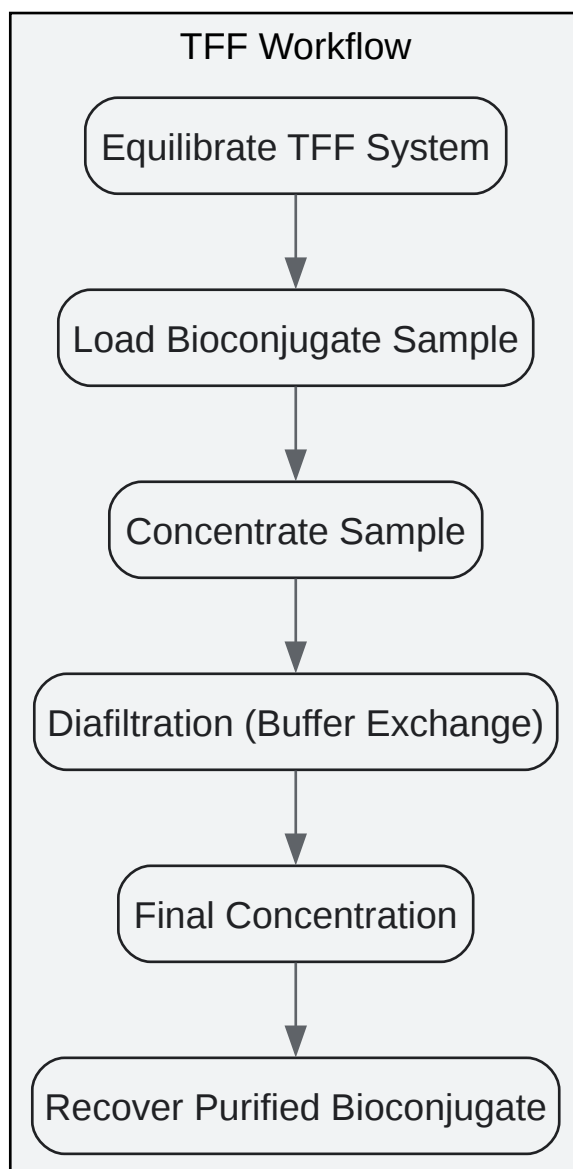 TFF Workflow
Equilibrate TFF System
Load Bioconjugate Sample
Concentrate Sample
Diafiltration (Buffer Exchange)
Final Concentration
Recover Purified Bioconjugate